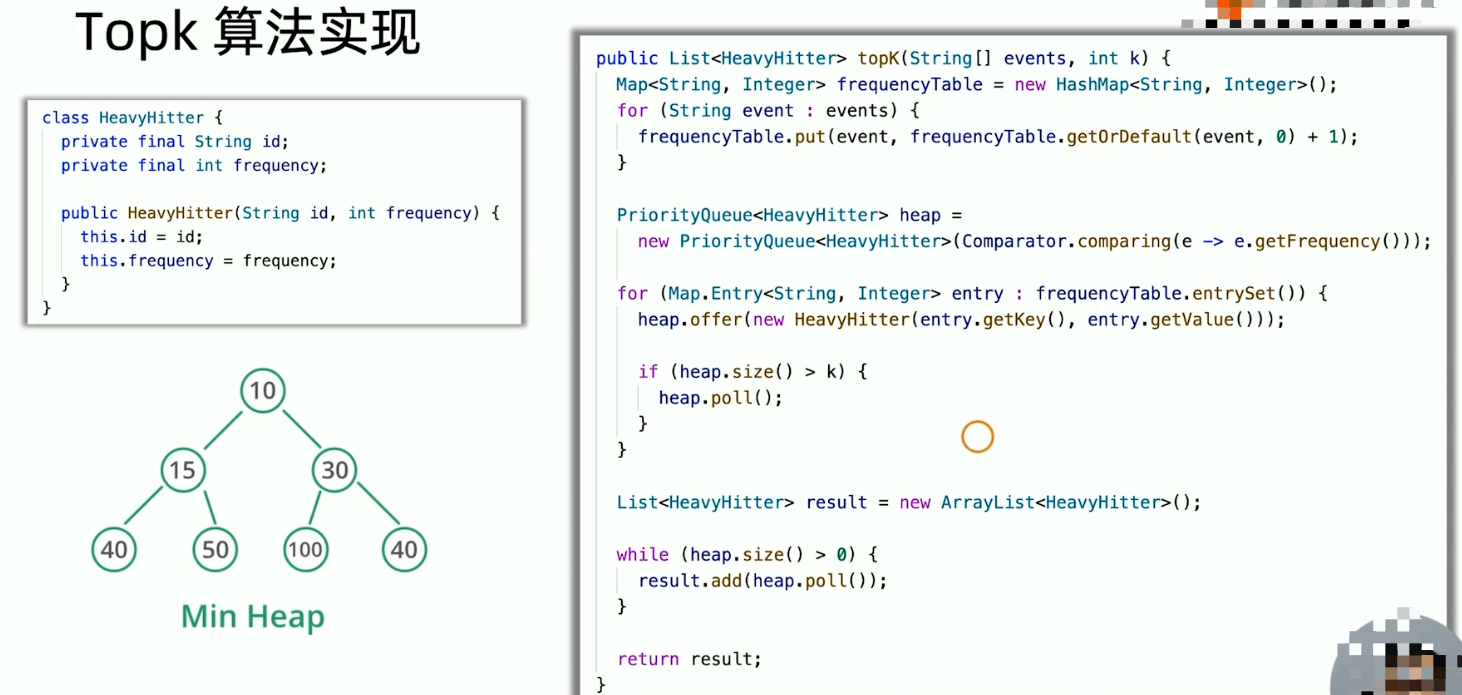 Topk 算法实现
class HeavyHitter {
private final String id;
private final int frequency;
public HeavyHitter(String id, int frequency) {
this.id = id;
this.frequency = frequency;
}
}
10
15
30
40
50
100
40
Min Heap
public List<HeavyHitter> topK(String[] events, int k) {
Map<String, Integer> frequencyTable = new HashMap<String, Integer>();
for (String event : events) {
frequencyTable.put(event, frequencyTable.getOrDefault(event, 0) + 1);
}
PriorityQueue<HeavyHitter> heap =
new PriorityQueue<HeavyHitter>(Comparator.comparing(e -> e.getFrequency()));
for (Map.Entry<String, Integer> entry : frequencyTable.entrySet()) {
heap.offer(new HeavyHitter(entry.getKey(), entry.getValue()));
if (heap.size() > k) {
heap.poll();
}
}
List<HeavyHitter> result = new ArrayList<HeavyHitter>();
while (heap.size() > 0) {
result.add(heap.poll());
}
return result;
}